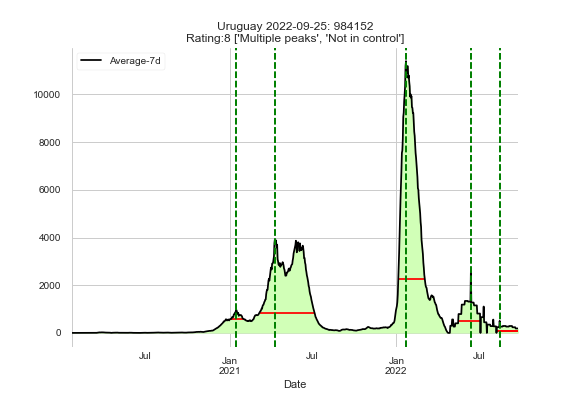 Uruguay 2022-09-25: 984152
Rating:8 ['Multiple peaks', 'Not in control']
Average-7d
10000
8000
6000
4000
2000
0
Jul
Jan
2021
Jul
Jan
2022
Jul
Date